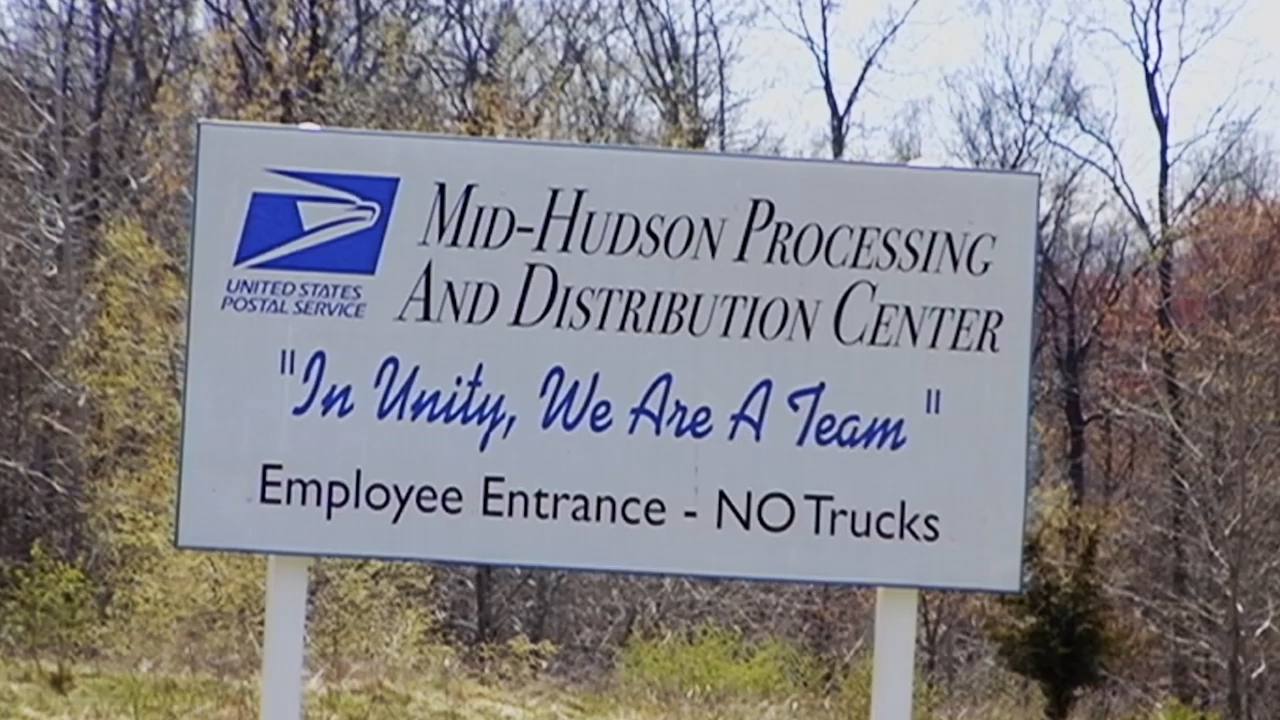 UNITED STATES
POSTAL SERVICE
MID-HUDSON PROCESSING
AND DISTRIBUTION CENTER
"In Unity, We Are A Team"
Employee Entrance - NO Trucks